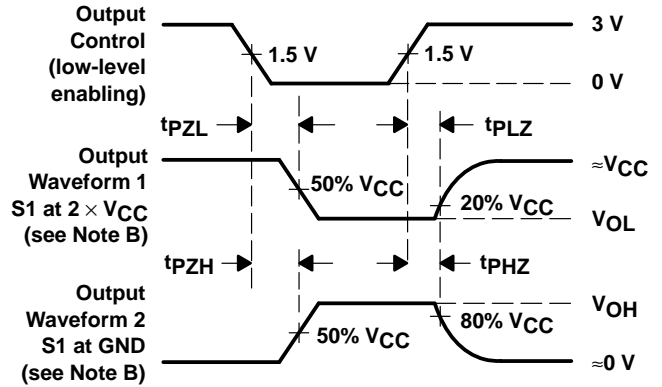 Output
Control
(low-level
enabling)
1.5 V
1.5 V
3 V
0 V
tPZL
tPLZ
Output
Waveform 1
S1 at 2 × VCC
(see Note B)
50% VCC
20% VCC
≈VCC
VOL
tPZH
tPHZ
Output
Waveform 2
S1 at GND
(see Note B)
50% VCC
80% VCC
VOH
≈0 V